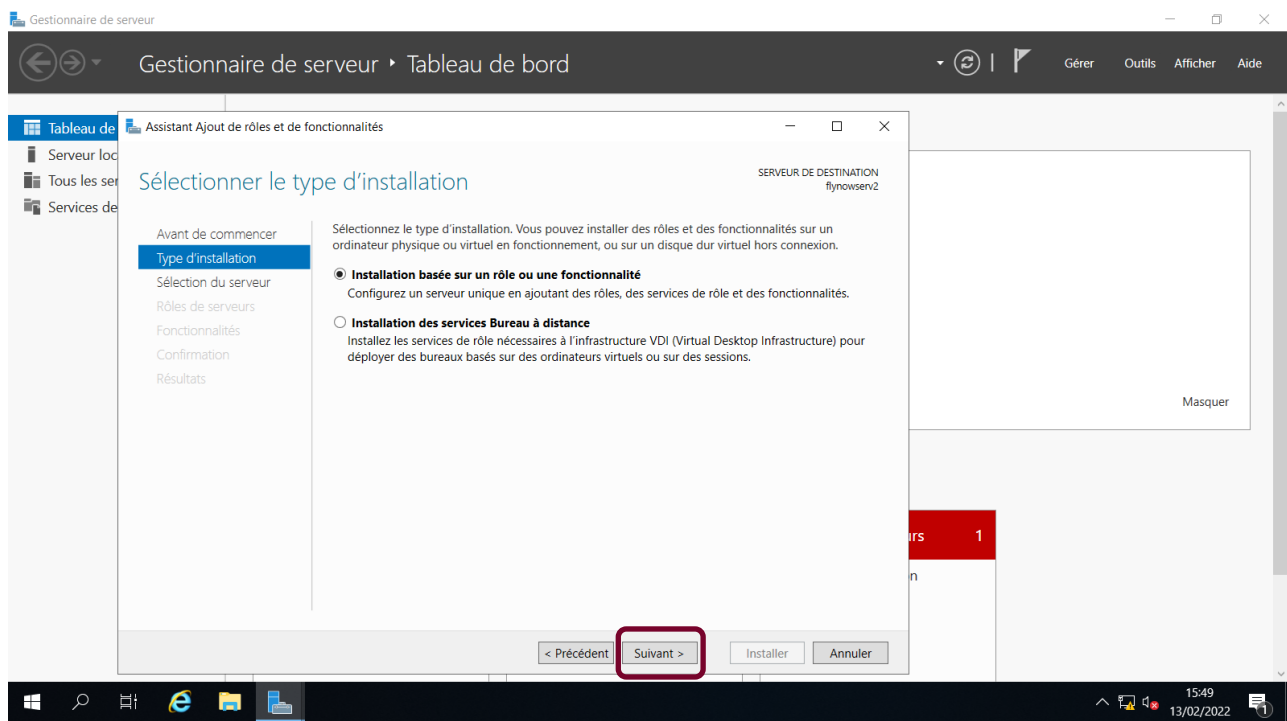 Gestionnaire de serveur
Gestionnaire de serveur ‣ Tableau de bord
Gérer
Outils
Afficher
Aide
Tableau de
Serveur loc
Tous les ser
Services de
Assistant Ajout de rôles et de fonctionnalités
Sélectionner le type d'installation
SERVEUR DE DESTINATION
flynowserv2
Avant de commencer
Type d'installation
Sélection du serveur
Rôles de serveurs
Fonctionnalités
Confirmation
Résultats
Sélectionnez le type d'installation. Vous pouvez installer des rôles et des fonctionnalités sur un
ordinateur physique ou virtuel en fonctionnement, ou sur un disque dur virtuel hors connexion.
Installation basée sur un rôle ou une fonctionnalité
Configurez un serveur unique en ajoutant des rôles, des services de rôle et des fonctionnalités.
Installation des services Bureau à distance
Installez les services de rôle nécessaires à l'infrastructure VDI (Virtual Desktop Infrastructure) pour
déployer des bureaux basés sur des ordinateurs virtuels ou sur des sessions.
Masquer
urs 1
n
< Précédent
Suivant >
Installer
Annuler
15:49
13/02/2022
1